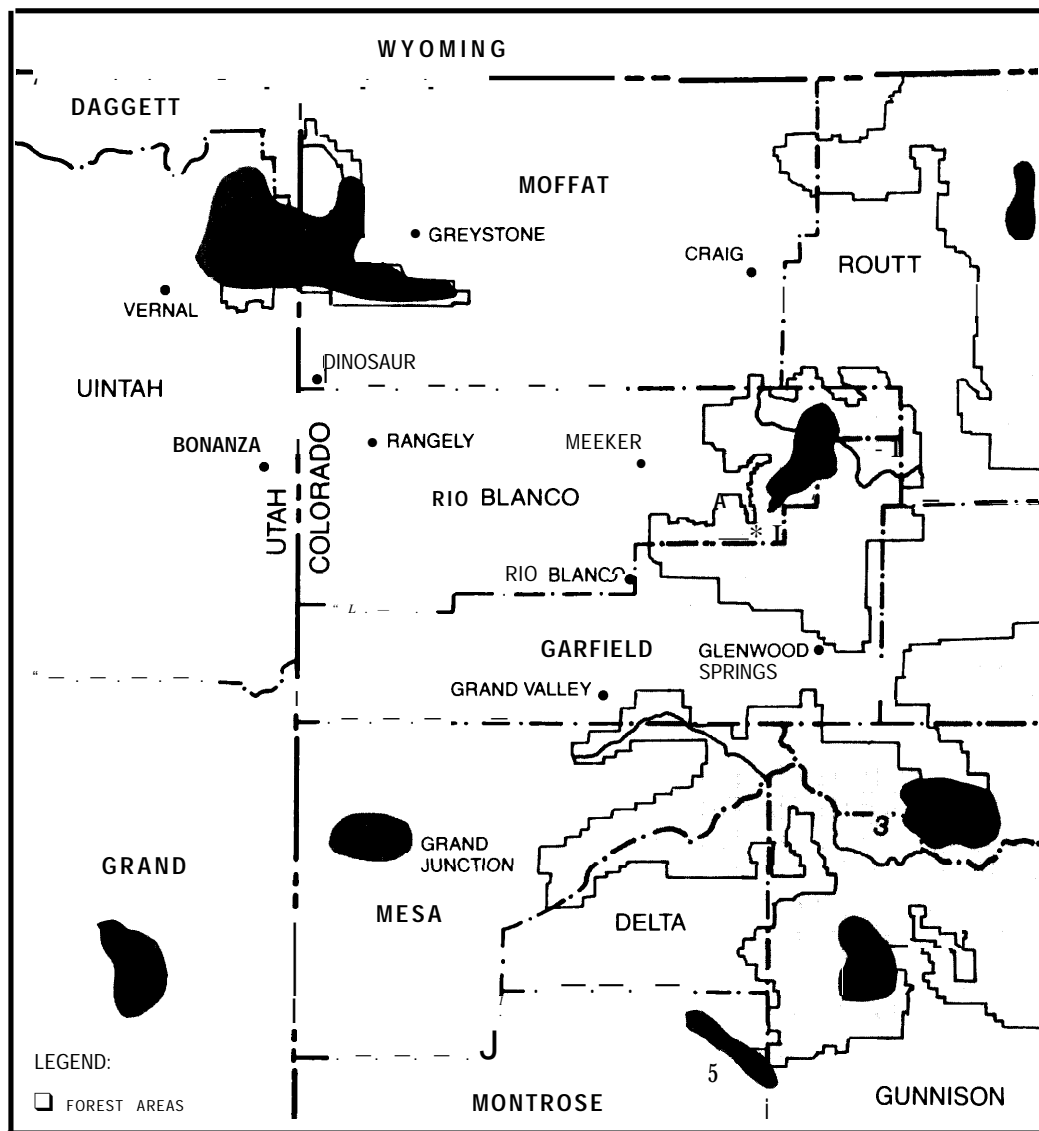 WYOMING
DAGGETT
MOFFAT
GREYSTONE
CRAIG
ROUTT
VERNAL
DINOSAUR
UINTAH
BONANZA
UTAH
COLORADO
RANGELY
MEEKER
RIO BLANCO
RIO BLANCO
GARFIELD
GLENWOOD
SPRINGS
GRAND VALLEY
3
GRAND
JUNCTION
GRAND
MESA
DELTA
LEGEND:
FOREST AREAS
5
MONTROSE
GUNNISON